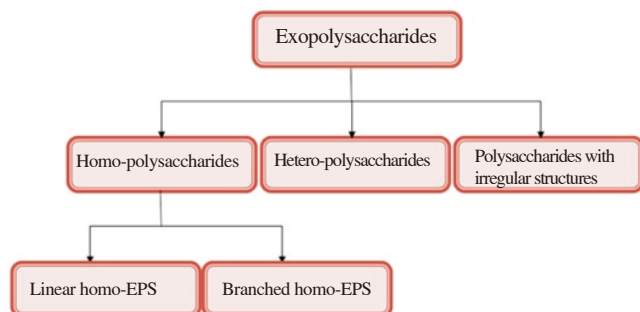 Exopolysaccharides
Homo-polysaccharides
Hetero-polysaccharides
Polysaccharides with
irregular structures
Linear homo-EPS
Branched homo-EPS